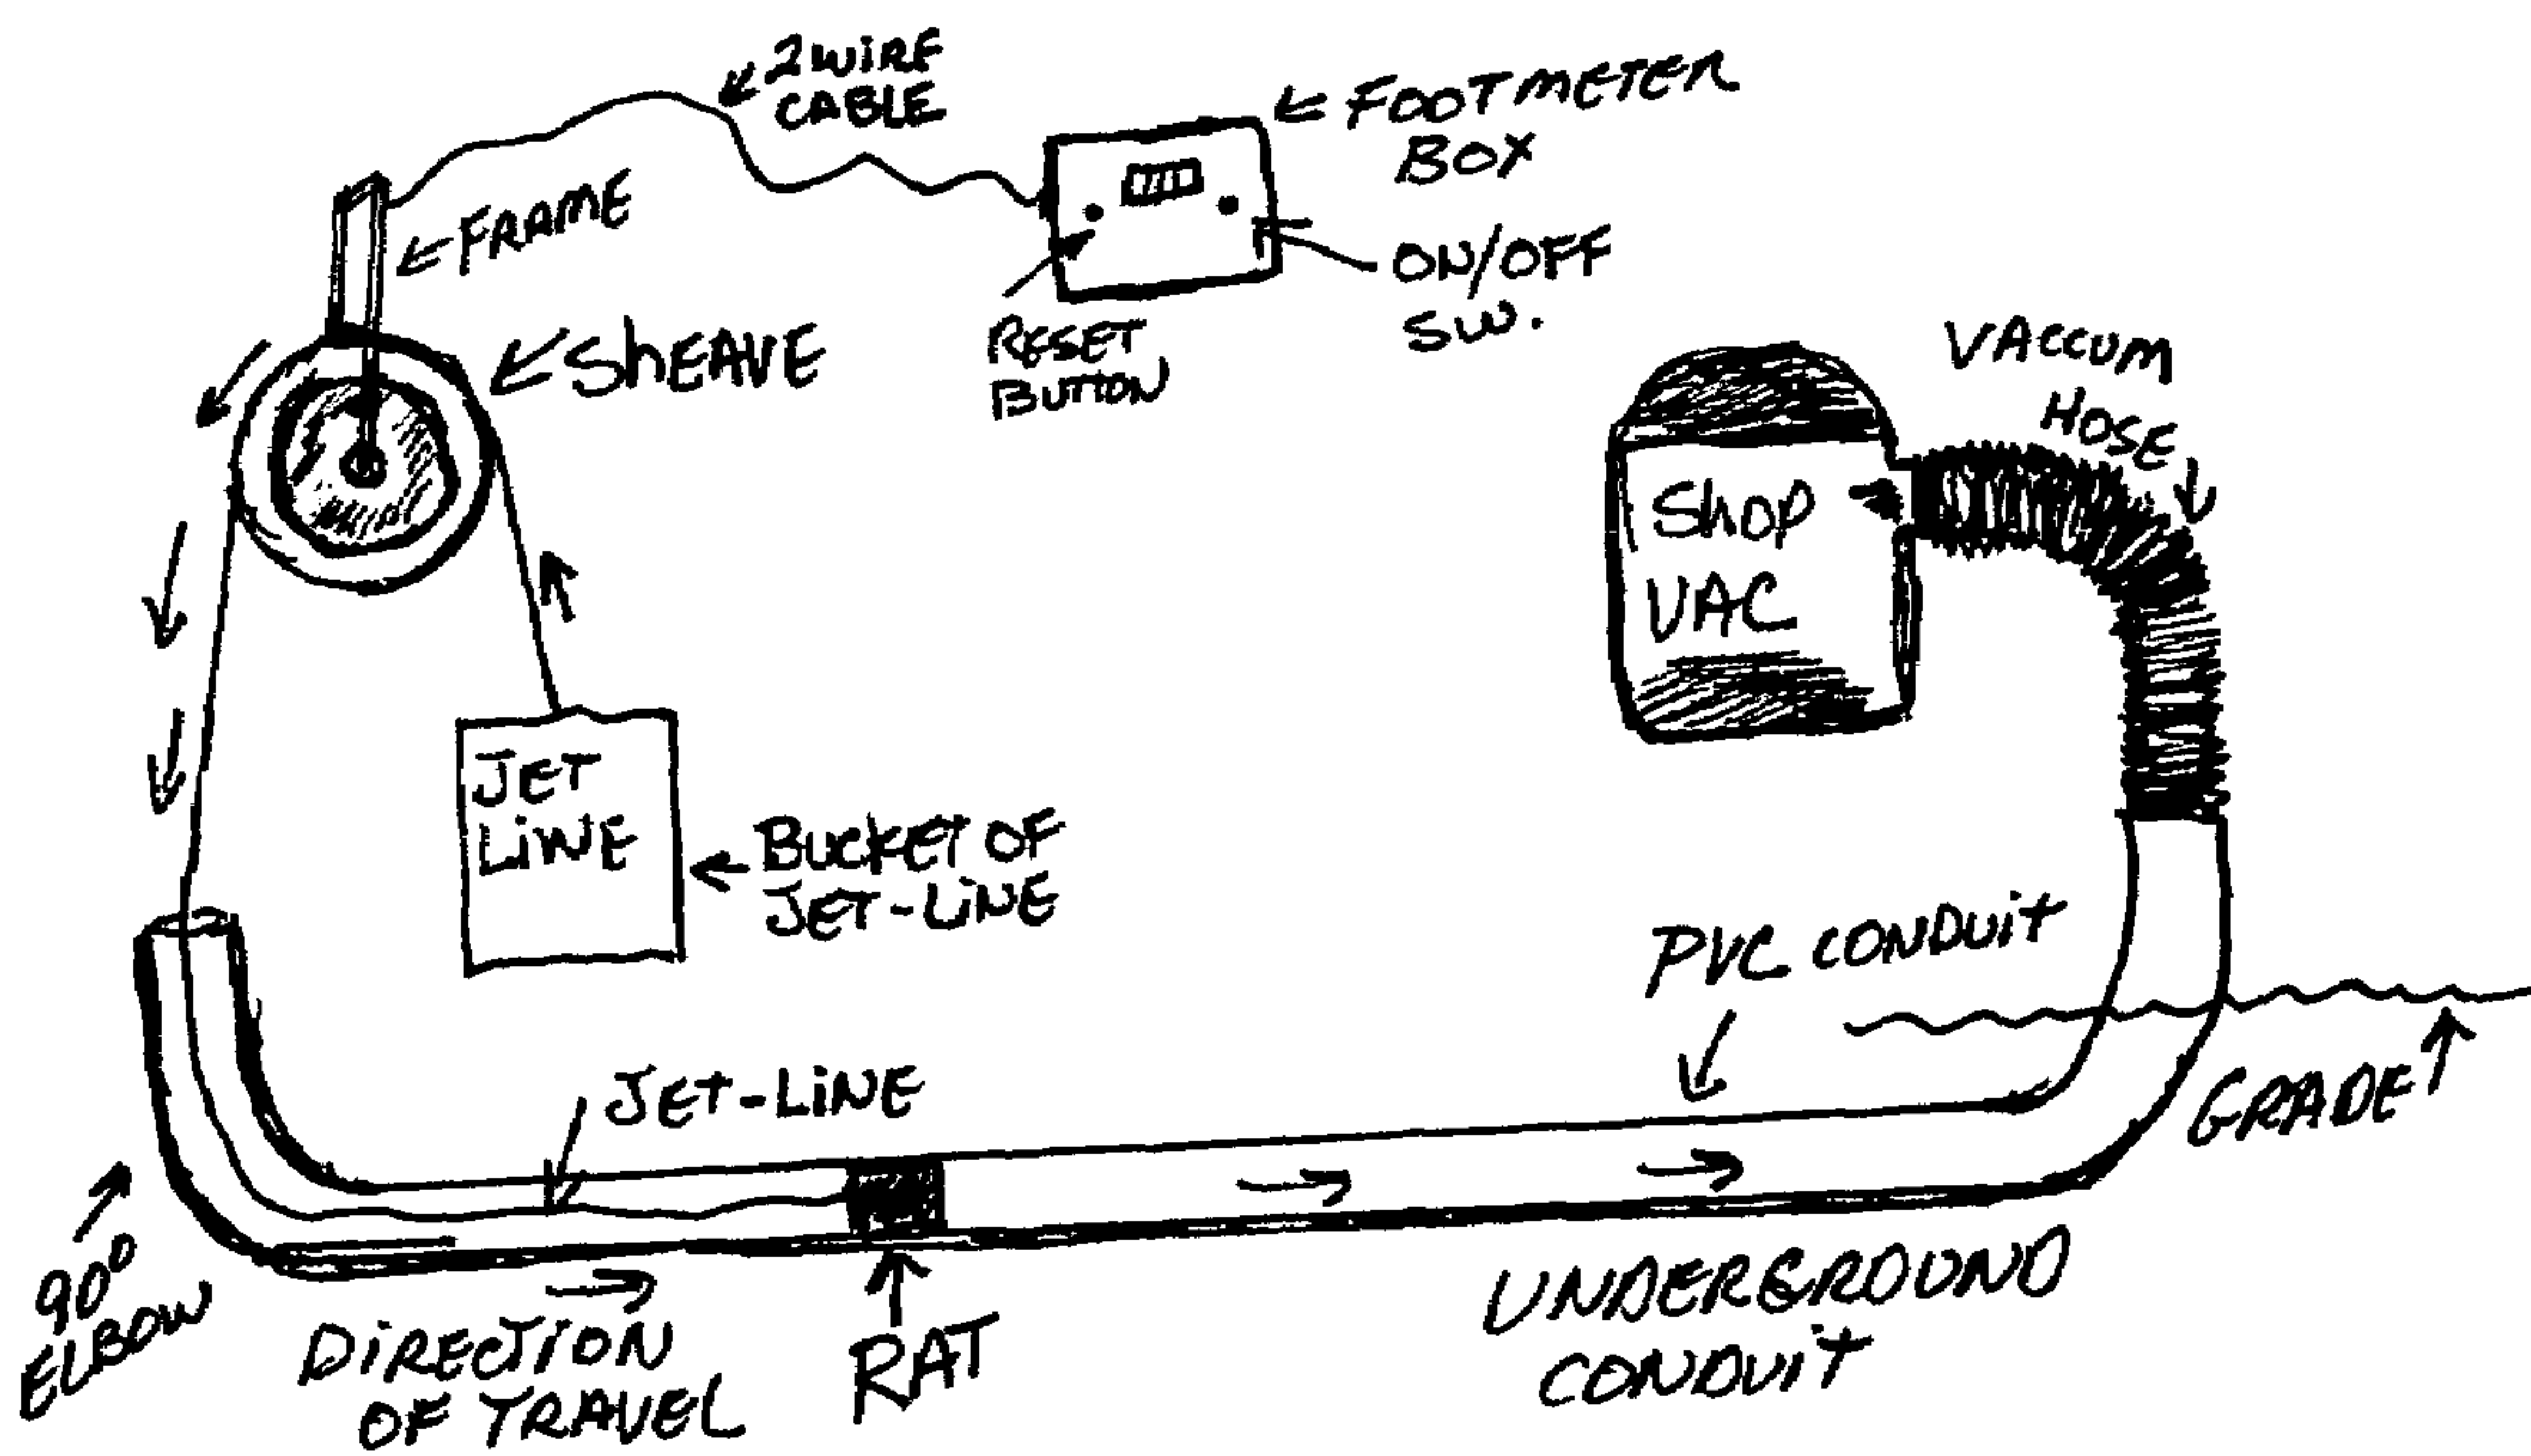 2 WIRE
CABLE
FOOTMETER
BOX
FRAME
ON/OFF
SW.
RESET
BUTTON
ShEAVE
VACCUM
HOSE
ShOP
VAC
JET
LiNE
BUCKET OF
JET-LiNE
PVC CONDUiT
JET-LiNE
GRADE
90°
ELBOW
DiRECTION
OF TRAVEL
RAT
UNDERGROUND
CONDUiT